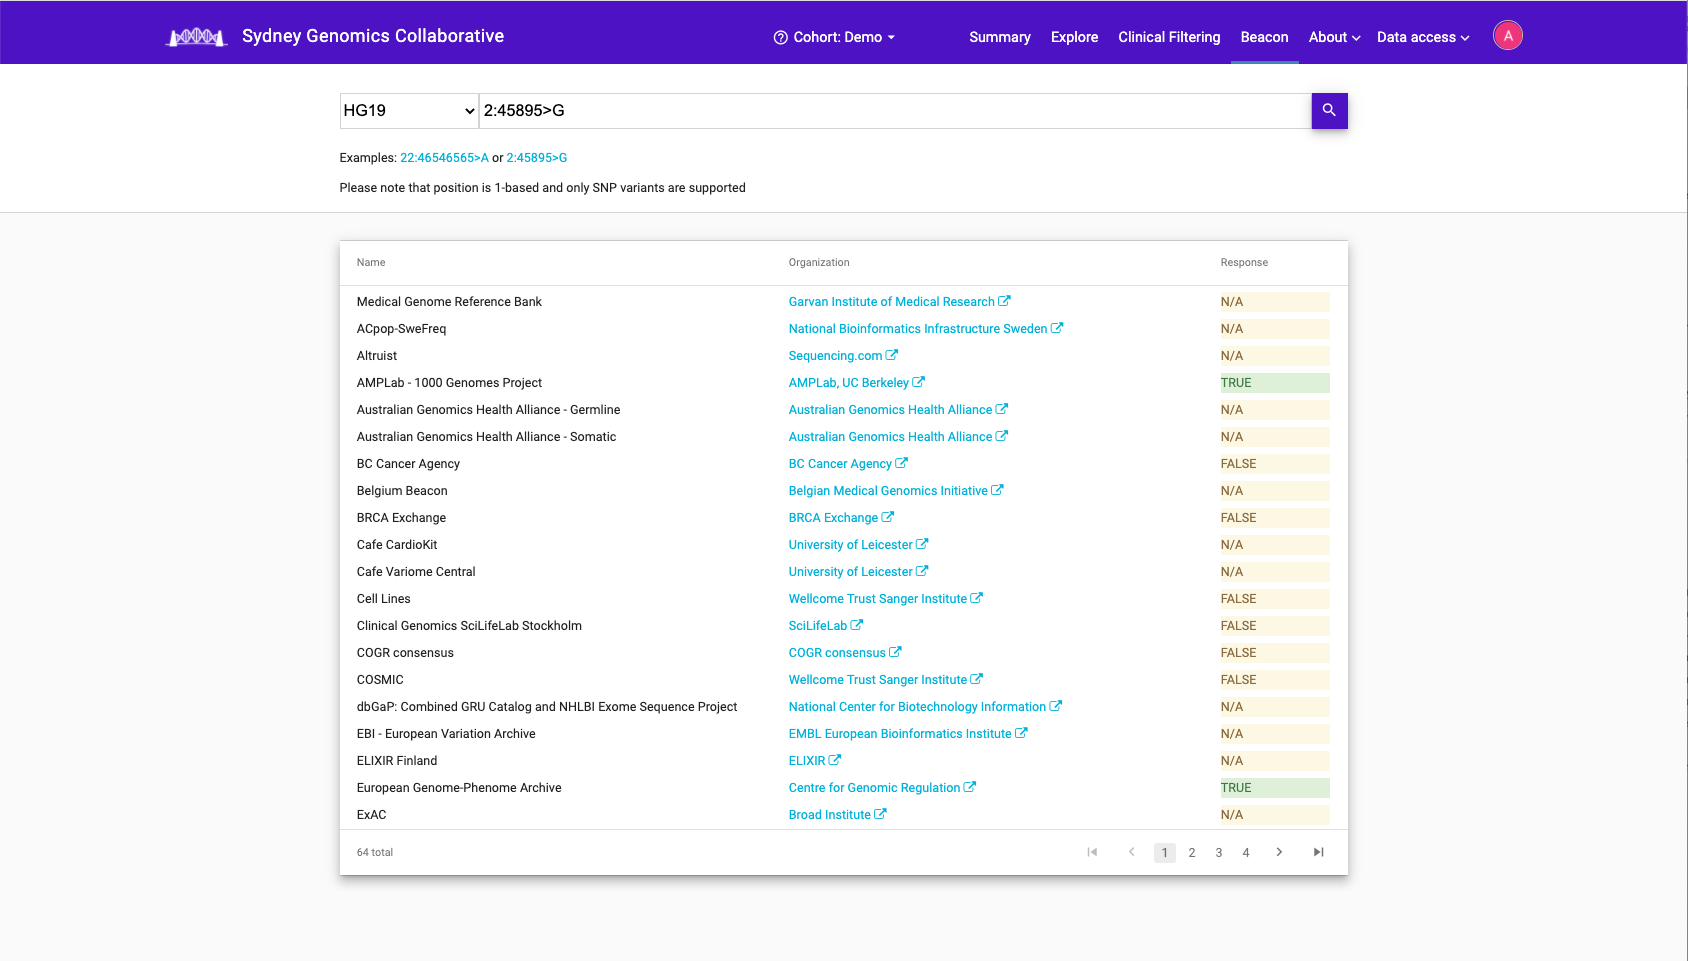 Sydney Genomics Collaborative
Cohort: Demo
Summary Explore Clinical Filtering Beacon About Data access A
HG19 2:45895>G
Examples: 22:46546565>A or 2:45895>G
Please note that position is 1-based and only SNP variants are supported
Name Organization Response
Medical Genome Reference Bank Garvan Institute of Medical Research N/A
ACpop-SweFreq National Bioinformatics Infrastructure Sweden N/A
Altruist Sequencing.com N/A
AMPLab - 1000 Genomes Project AMPLab, UC Berkeley TRUE
Australian Genomics Health Alliance - Germline Australian Genomics Health Alliance N/A
Australian Genomics Health Alliance - Somatic Australian Genomics Health Alliance N/A
BC Cancer Agency BC Cancer Agency FALSE
Belgium Beacon Belgian Medical Genomics Initiative N/A
BRCA Exchange BRCA Exchange FALSE
Cafe CardioKit University of Leicester N/A
Cafe Variome Central University of Leicester N/A
Cell Lines Wellcome Trust Sanger Institute FALSE
Clinical Genomics SciLifeLab Stockholm SciLifeLab FALSE
COGR consensus COGR consensus FALSE
COSMIC Wellcome Trust Sanger Institute FALSE
dbGaP: Combined GRU Catalog and NHLBI Exome Sequence Project National Center for Biotechnology Information N/A
EBI - European Variation Archive EMBL European Bioinformatics Institute N/A
ELIXIR Finland ELIXIR N/A
European Genome-Phenome Archive Centre for Genomic Regulation TRUE
ExAC Broad Institute N/A
64 total 1 2 3 4